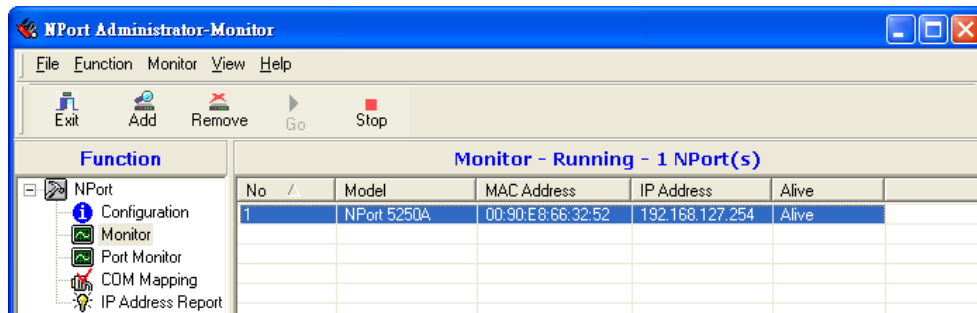 NPort Administrator-Monitor
File Function Monitor View Help
Exit Add Remove Go Stop
Function
Monitor - Running - 1 NPort(s)
NPort
Configuration
Monitor
Port Monitor
COM Mapping
IP Address Report
No Model MAC Address IP Address Alive
1 NPort 5250A 00:90:E8:66:32:52 192.168.127.254 Alive